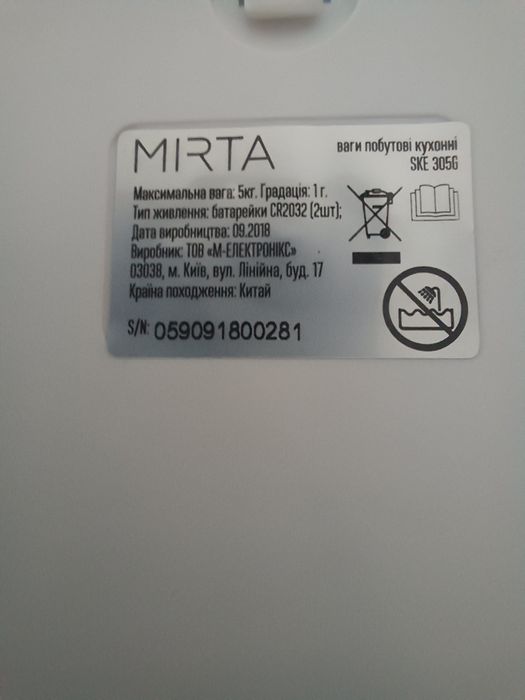 MIRTA
ваги побутові кухонні
SKE 305G
Максимальна вага: 5кг. Градація: 1 г.
Тип живлення: батарейки CR2032 (2шт);
Дата виробництва: 09.2018
Виробник: ТОВ «М-ЕЛЕКТРОНІКС»
03038, м. Київ, вул. Лінійна, буд. 17
Країна походження: Китай
S/N: 059091800281